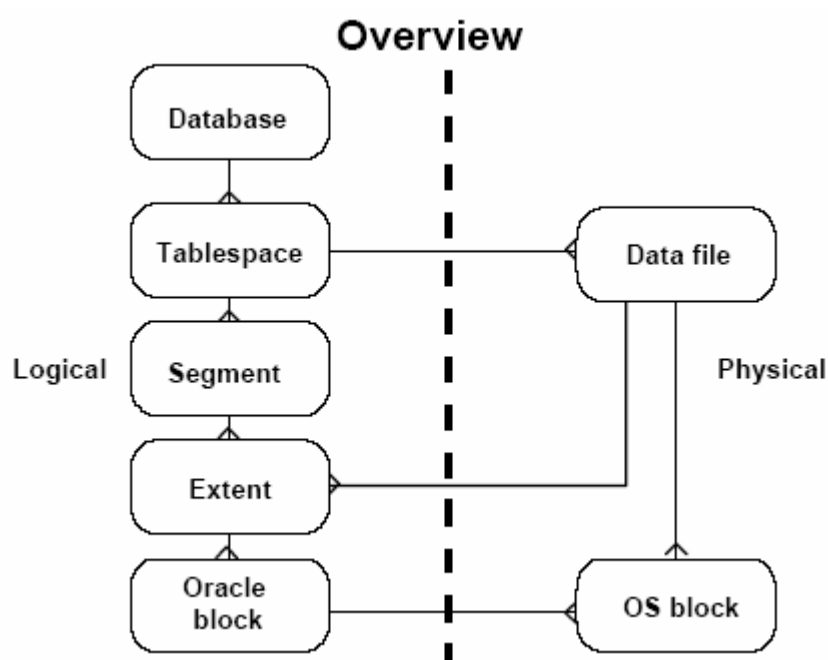 Overview
Database
Tablespace
Data file
Logical
Segment
Physical
Extent
Oracle
block
OS block